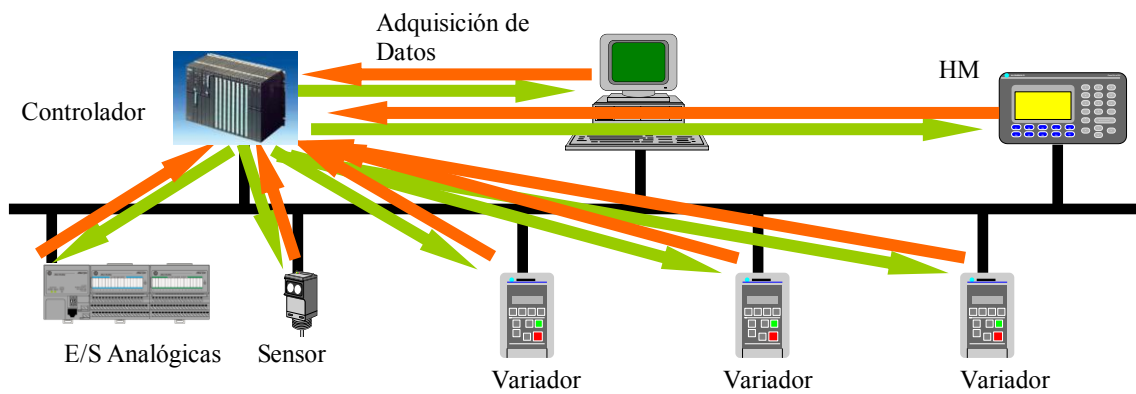 Adquisición de
Datos
HM
Controlador
E/S Analógicas
Sensor
Variador
Variador
Variador